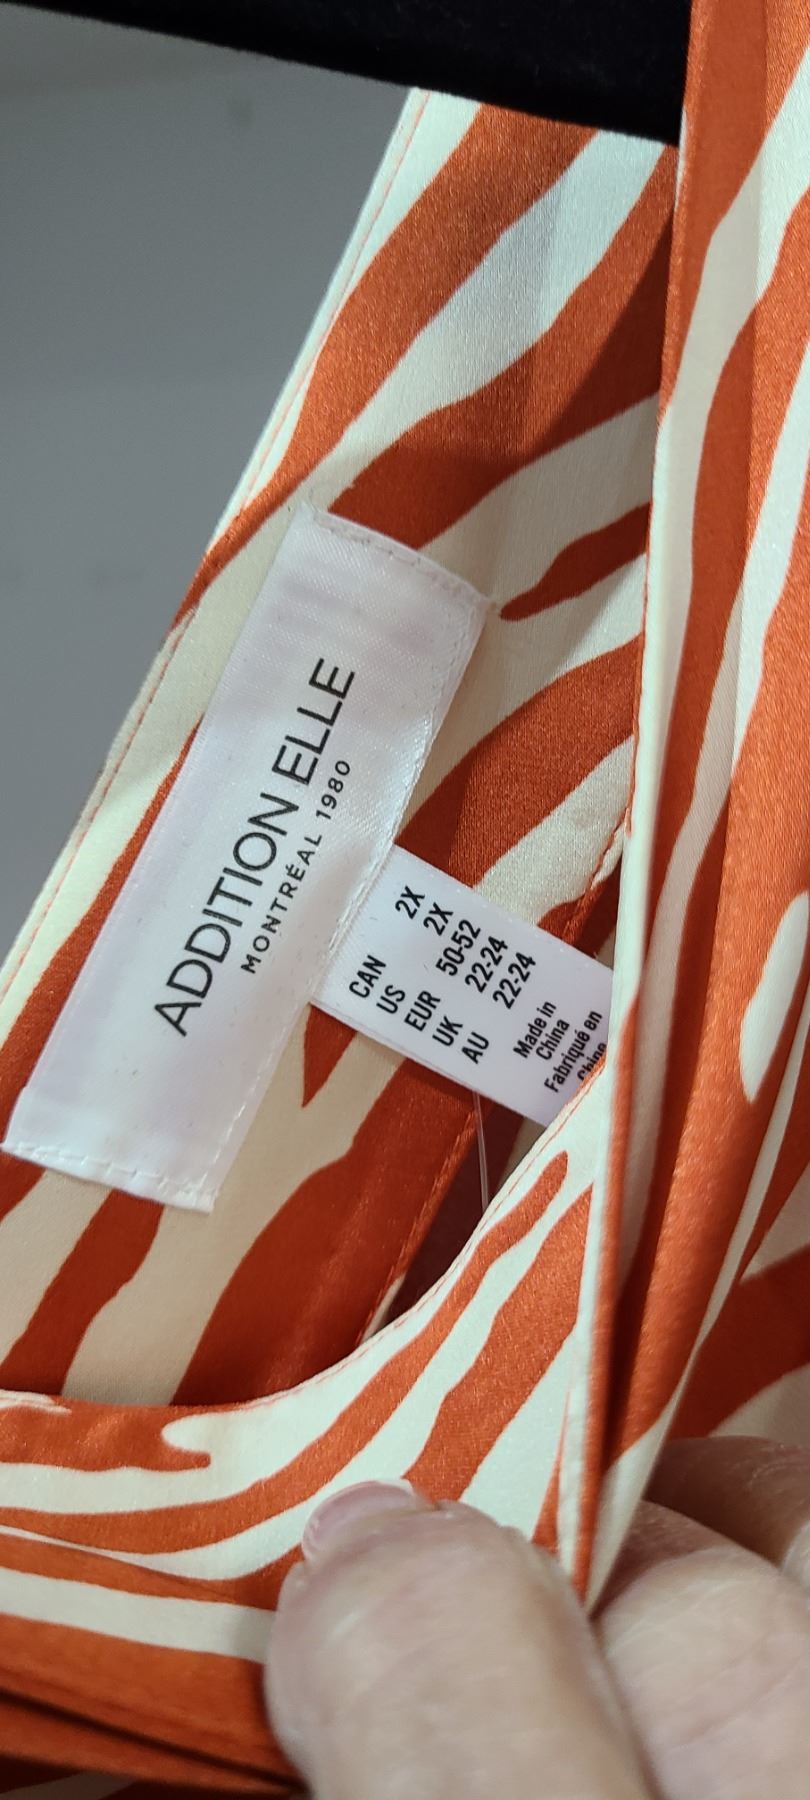 ADDITION ELLE
MONTRÉAL 1980
CAN 2X
US 2X
EUR 50-52
UK 22-24
AU 22-24
Made in
China
Fabriqué en
Chine